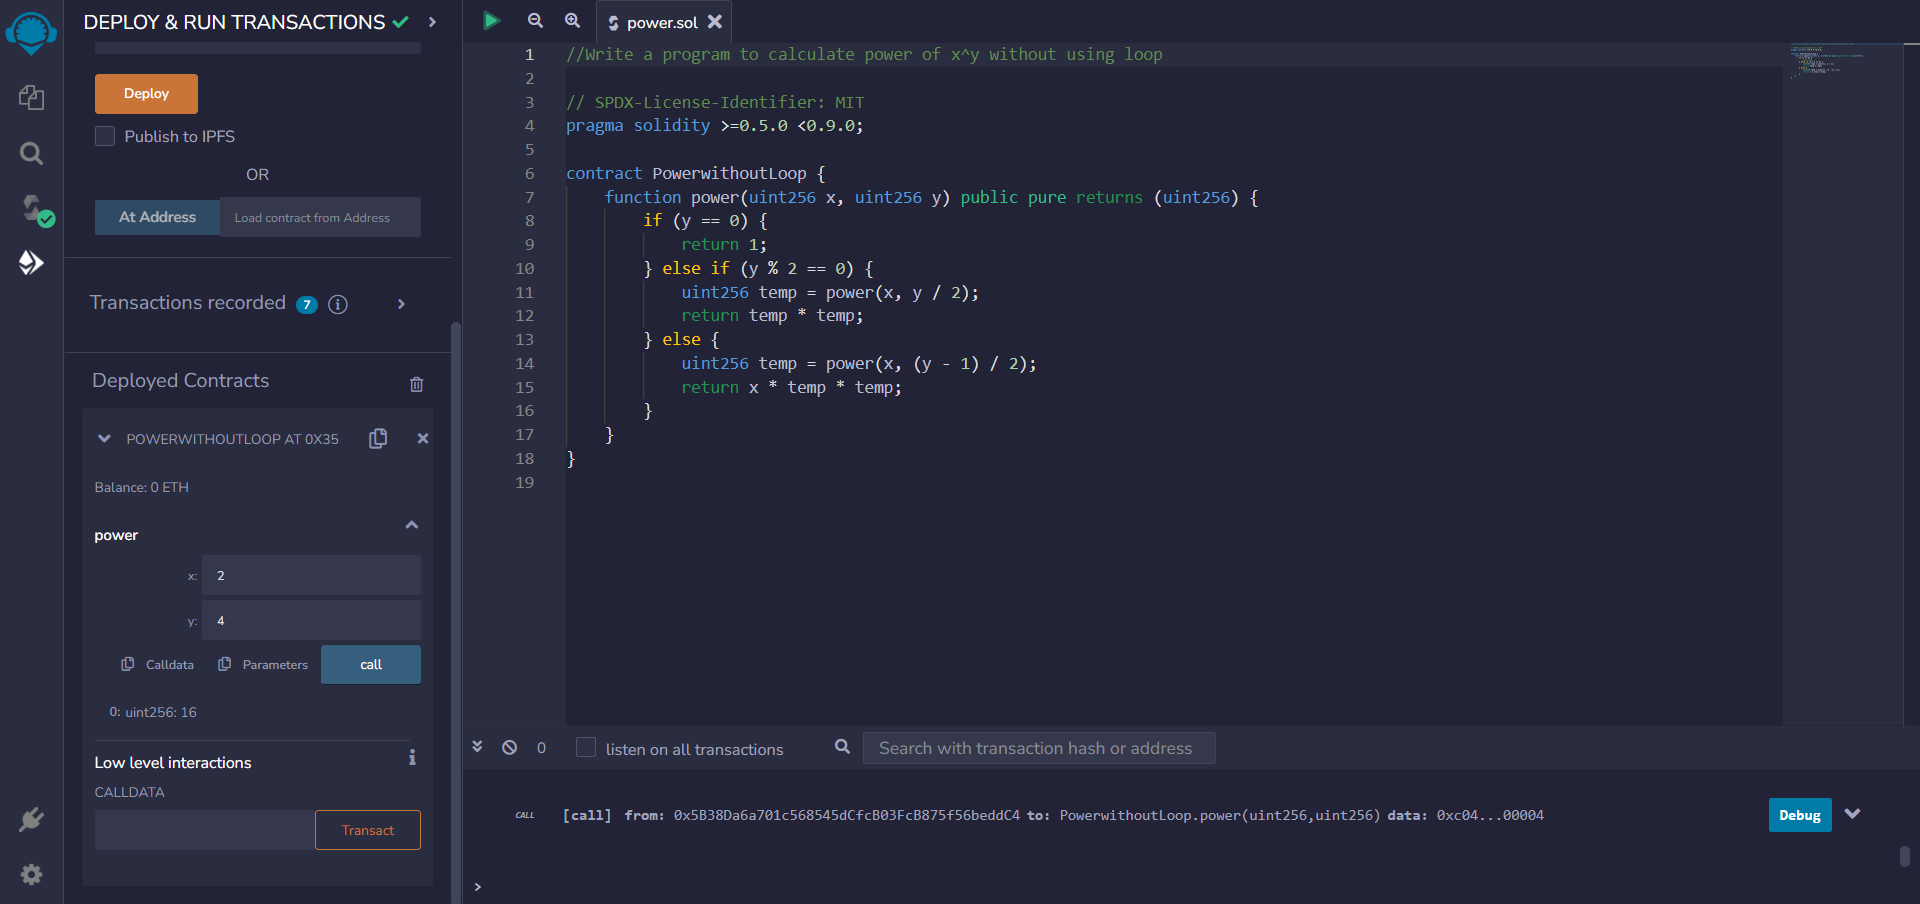 DEPLOY & RUN TRANSACTIONS
Deploy
Publish to IPFS
OR
At Address
Load contract from Address
Transactions recorded 7
Deployed Contracts
POWERWITHOUTLOOP AT 0X35
Balance: 0 ETH
power
x: 2
y: 4
Calldata Parameters call
0: uint256: 16
Low level interactions
CALLDATA
Transact
power.sol
1 //Write a program to calculate power of x^y without using loop
2
3 // SPDX-License-Identifier: MIT
4 pragma solidity >=0.5.0 <0.9.0;
5
6 contract PowerwithoutLoop {
7 function power(uint256 x, uint256 y) public pure returns (uint256) {
8 if (y == 0) {
9 return 1;
10 } else if (y % 2 == 0) {
11 uint256 temp = power(x, y / 2);
12 return temp * temp;
13 } else {
14 uint256 temp = power(x, (y - 1) / 2);
15 return x * temp * temp;
16 }
17 }
18 }
19
0 listen on all transactions Search with transaction hash or address
CALL [call] from: 0x5B38Da6a701c568545dCfcB03FcB875f56beddC4 to: PowerwithoutLoop.power(uint256,uint256) data: 0xc04...00004 Debug
>